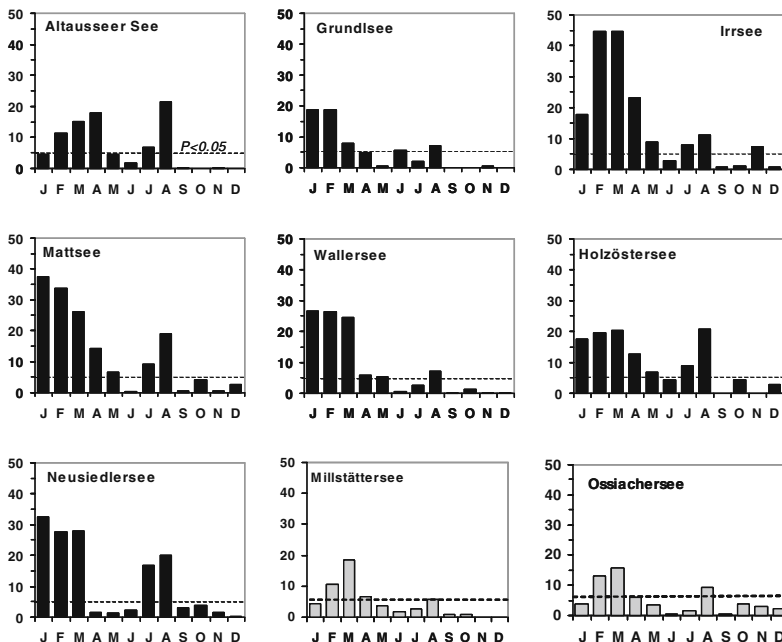 Altausseer See
50
40
30
20
10
0
P<0.05
J F M A M J J A S O N D
Grundlsee
50
40
30
20
10
0
J F M A M J J A S O N D
Irrsee
50
40
30
20
10
0
J F M A M J J A S O N D
Mattsee
50
40
30
20
10
0
J F M A M J J A S O N D
Wallersee
50
40
30
20
10
0
J F M A M J J A S O N D
Holzöstersee
50
40
30
20
10
0
J F M A M J J A S O N D
Neusiedlersee
50
40
30
20
10
0
J F M A M J J A S O N D
Millstättersee
50
40
30
20
10
0
J F M A M J J A S O N D
Ossiachersee
50
40
30
20
10
0
J F M A M J J A S O N D